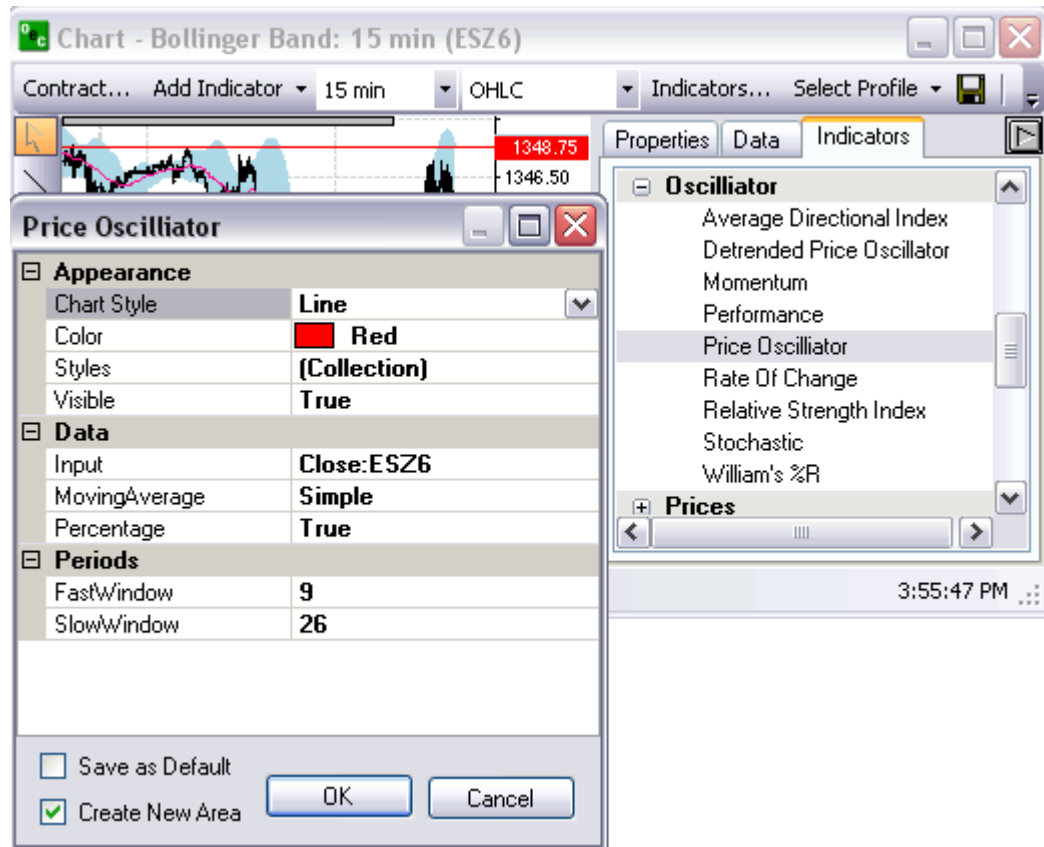 Chart - Bollinger Band: 15 min (ESZ6)
Contract... Add Indicator 15 min OHLC Indicators... Select Profile
1348.75
1346.50
Properties Data Indicators
Oscilliator
Average Directional Index
Detrended Price Oscillator
Momentum
Performance
Price Oscilliator
Rate Of Change
Relative Strength Index
Stochastic
William's %R
Prices
3:55:47 PM
Price Oscilliator
Appearance
Chart Style Line
Color Red
Styles (Collection)
Visible True
Data
Input Close:ESZ6
MovingAverage Simple
Percentage True
Periods
FastWindow 9
SlowWindow 26
Save as Default
Create New Area
OK Cancel